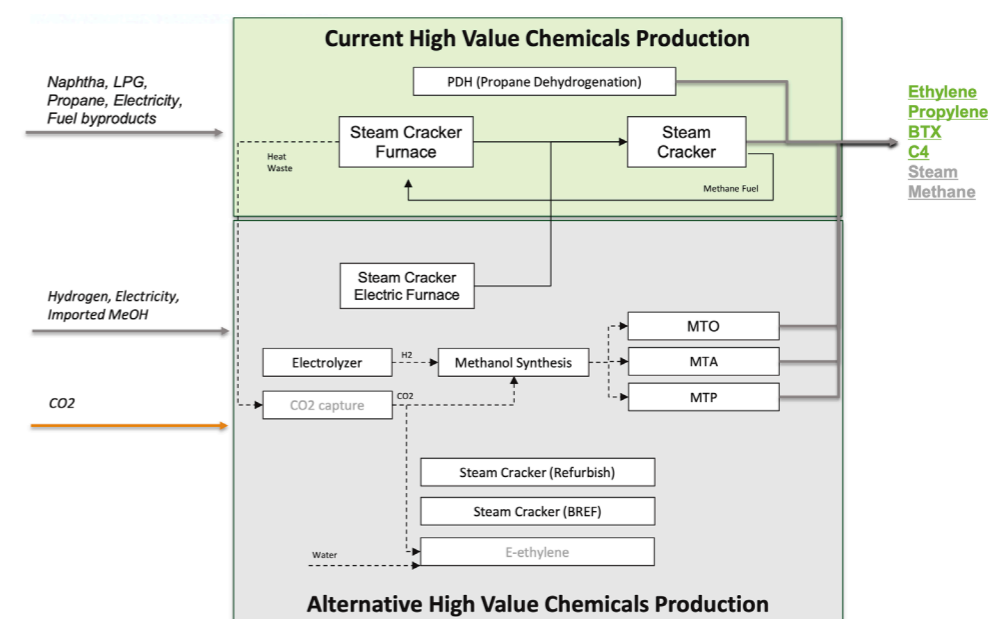 Current High Value Chemicals Production
Naphtha, LPG,
Propane, Electricity,
Fuel byproducts
PDH (Propane Dehydrogenation)
Steam Cracker
Furnace
Steam
Cracker
Heat
Waste
Methane Fuel
Ethylene
Propylene
BTX
C4
Steam
Methane
Steam Cracker
Electric Furnace
Hydrogen, Electricity,
Imported MeOH
MTO
Electrolyzer
H2
Methanol Synthesis
MTA
CO2
CO2 capture
CO2
MTP
Steam Cracker (Refurbish)
Steam Cracker (BREF)
Water
E-ethylene
Alternative High Value Chemicals Production